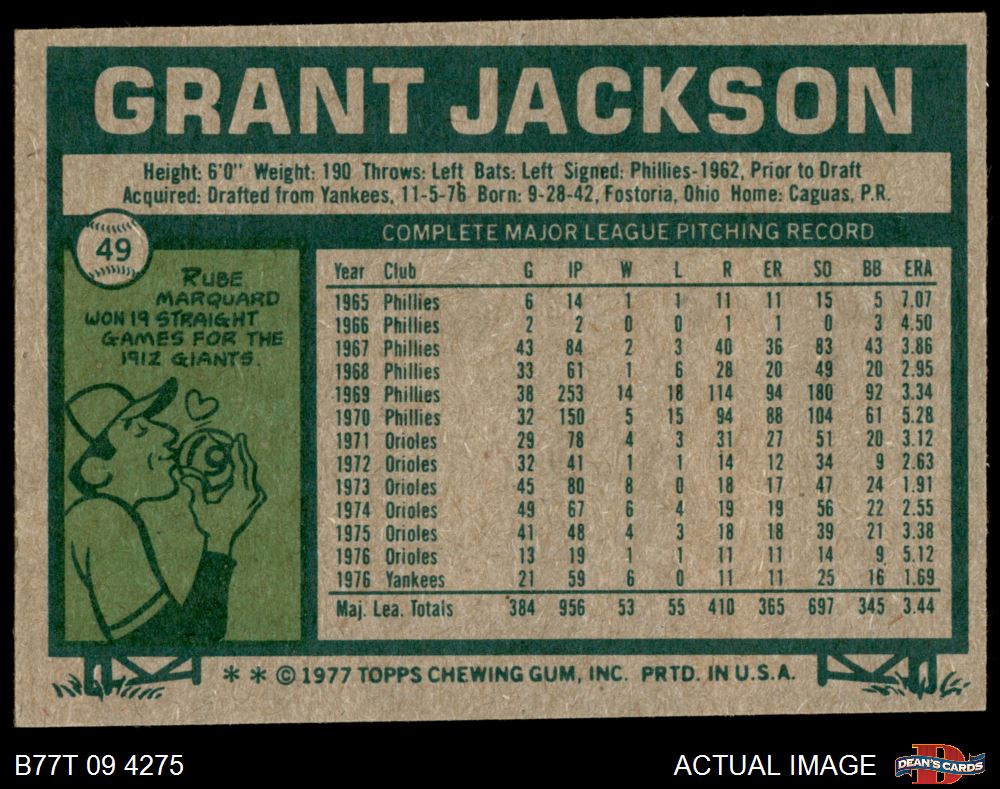 GRANT JACKSON
Height: 6'0" Weight: 190 Throws: Left Bats: Left Signed: Phillies-1962, Prior to Draft
Acquired: Drafted from Yankees, 11-5-76 Born: 9-28-42, Fostoria, Ohio Home: Caguas, P.R.
49
RUBE
MARQUARD
WON 19 STRAIGHT
GAMES FOR THE
1912 GIANTS.
19
COMPLETE MAJOR LEAGUE PITCHING RECORD
Year Club G IP W L R ER SO BB ERA
1965 Phillies 6 14 1 1 11 11 15 5 7.07
1966 Phillies 2 2 0 0 1 1 0 3 4.50
1967 Phillies 43 84 2 3 40 36 83 43 3.86
1968 Phillies 33 61 1 6 28 20 49 20 2.95
1969 Phillies 38 253 14 18 114 94 180 92 3.34
1970 Phillies 32 150 5 15 94 88 104 61 5.28
1971 Orioles 29 78 4 3 31 27 51 20 3.12
1972 Orioles 32 41 1 1 14 12 34 9 2.63
1973 Orioles 45 80 8 0 18 17 47 24 1.91
1974 Orioles 49 67 6 4 19 19 56 22 2.55
1975 Orioles 41 48 4 3 18 18 39 21 3.38
1976 Orioles 13 19 1 1 11 11 14 9 5.12
1976 Yankees 21 59 6 0 11 11 25 16 1.69
Maj. Lea. Totals 384 956 53 55 410 365 697 345 3.44
* * © 1977 TOPPS CHEWING GUM, INC. PRTD. IN U.S.A.
B77T 09 4275
ACTUAL IMAGE
D
DEAN'S CARDS